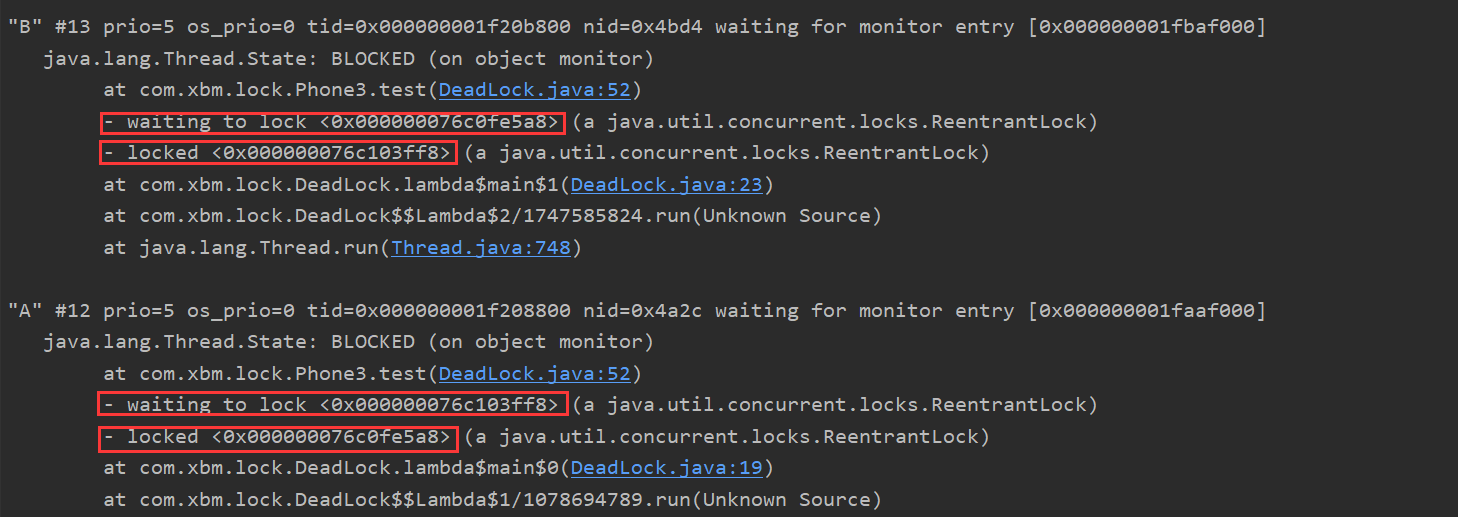 "B" #13 prio=5 os_prio=0 tid=0x000000001f20b800 nid=0x4bd4 waiting for monitor entry [0x000000001fbaf000]
java.lang.Thread.State: BLOCKED (on object monitor)
at com.xbm.lock.Phone3.test(DeadLock.java:52)
- waiting to lock <0x000000076c0fe5a8> (a java.util.concurrent.locks.ReentrantLock)
- locked <0x000000076c103ff8> (a java.util.concurrent.locks.ReentrantLock)
at com.xbm.lock.DeadLock.lambda$main$1(DeadLock.java:23)
at com.xbm.lock.DeadLock$$Lambda$2/1747585824.run(Unknown Source)
at java.lang.Thread.run(Thread.java:748)
"A" #12 prio=5 os_prio=0 tid=0x000000001f208800 nid=0x4a2c waiting for monitor entry [0x000000001faaf000]
java.lang.Thread.State: BLOCKED (on object monitor)
at com.xbm.lock.Phone3.test(DeadLock.java:52)
- waiting to lock <0x000000076c103ff8> (a java.util.concurrent.locks.ReentrantLock)
- locked <0x000000076c0fe5a8> (a java.util.concurrent.locks.ReentrantLock)
at com.xbm.lock.DeadLock.lambda$main$0(DeadLock.java:19)
at com.xbm.lock.DeadLock$$Lambda$1/1078694789.run(Unknown Source)